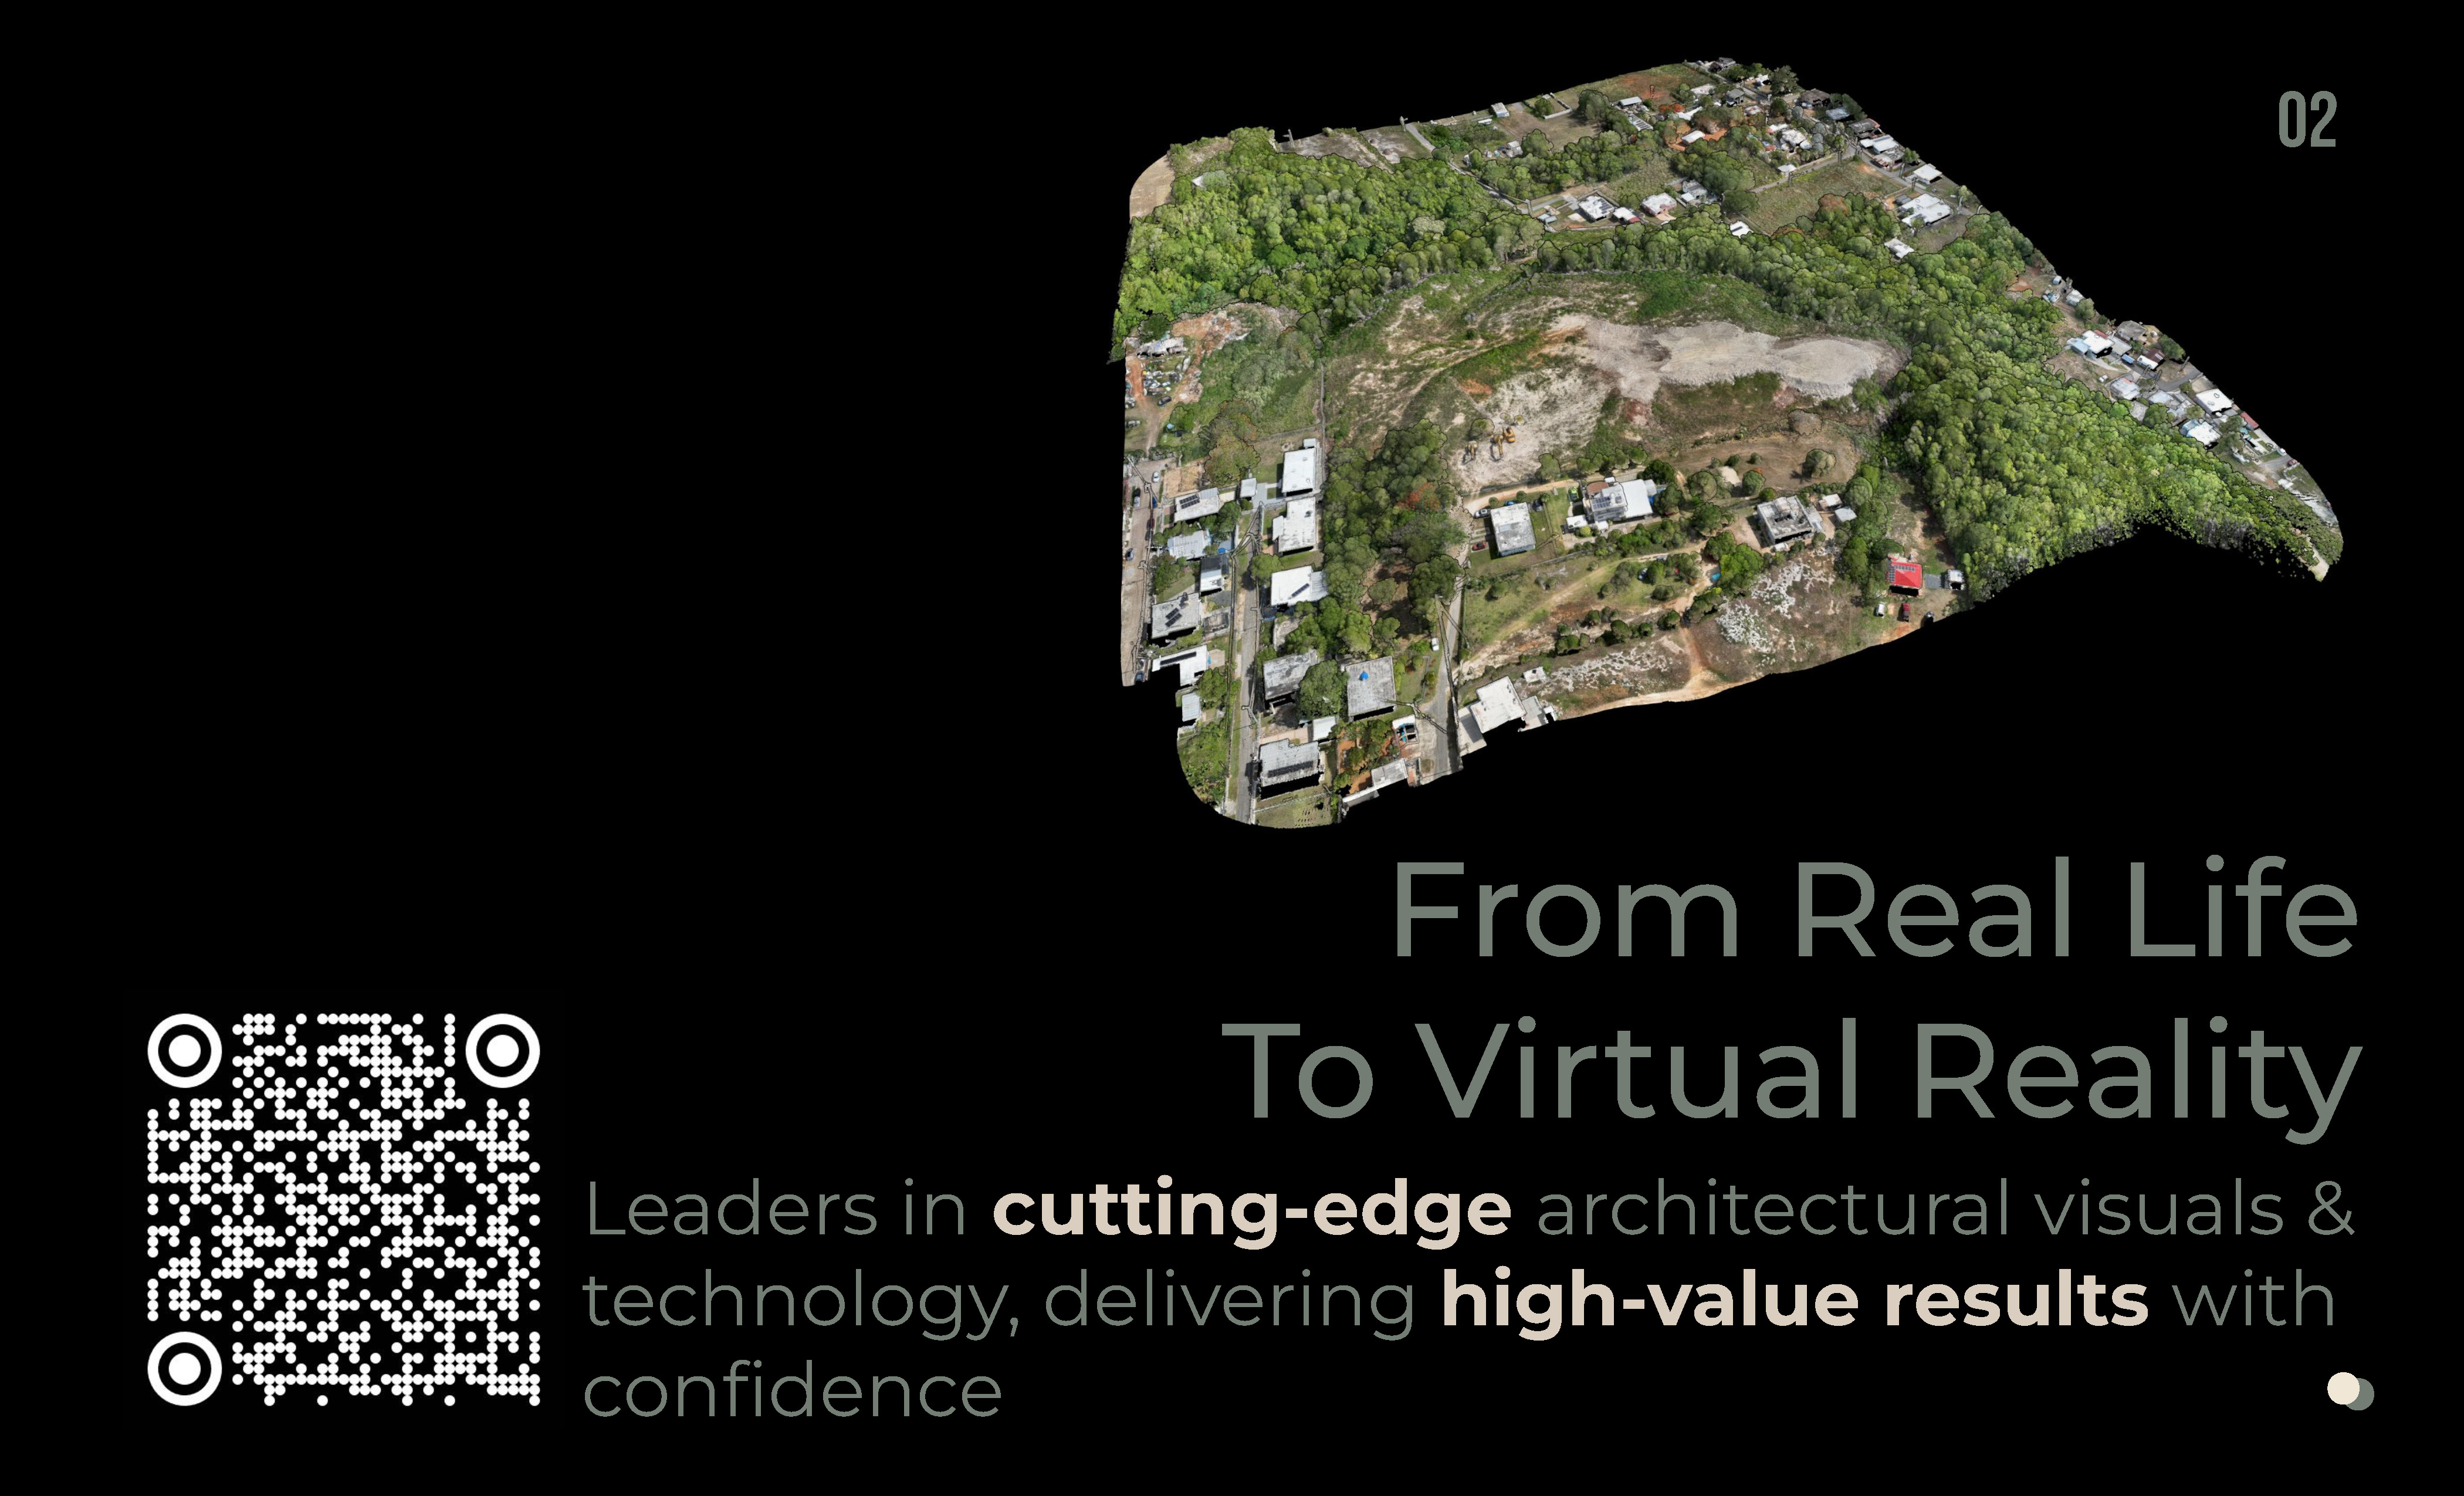 02
From Real Life
To Virtual Reality
Leaders in cutting-edge architectural visuals &
technology, delivering high-value results with
confidence